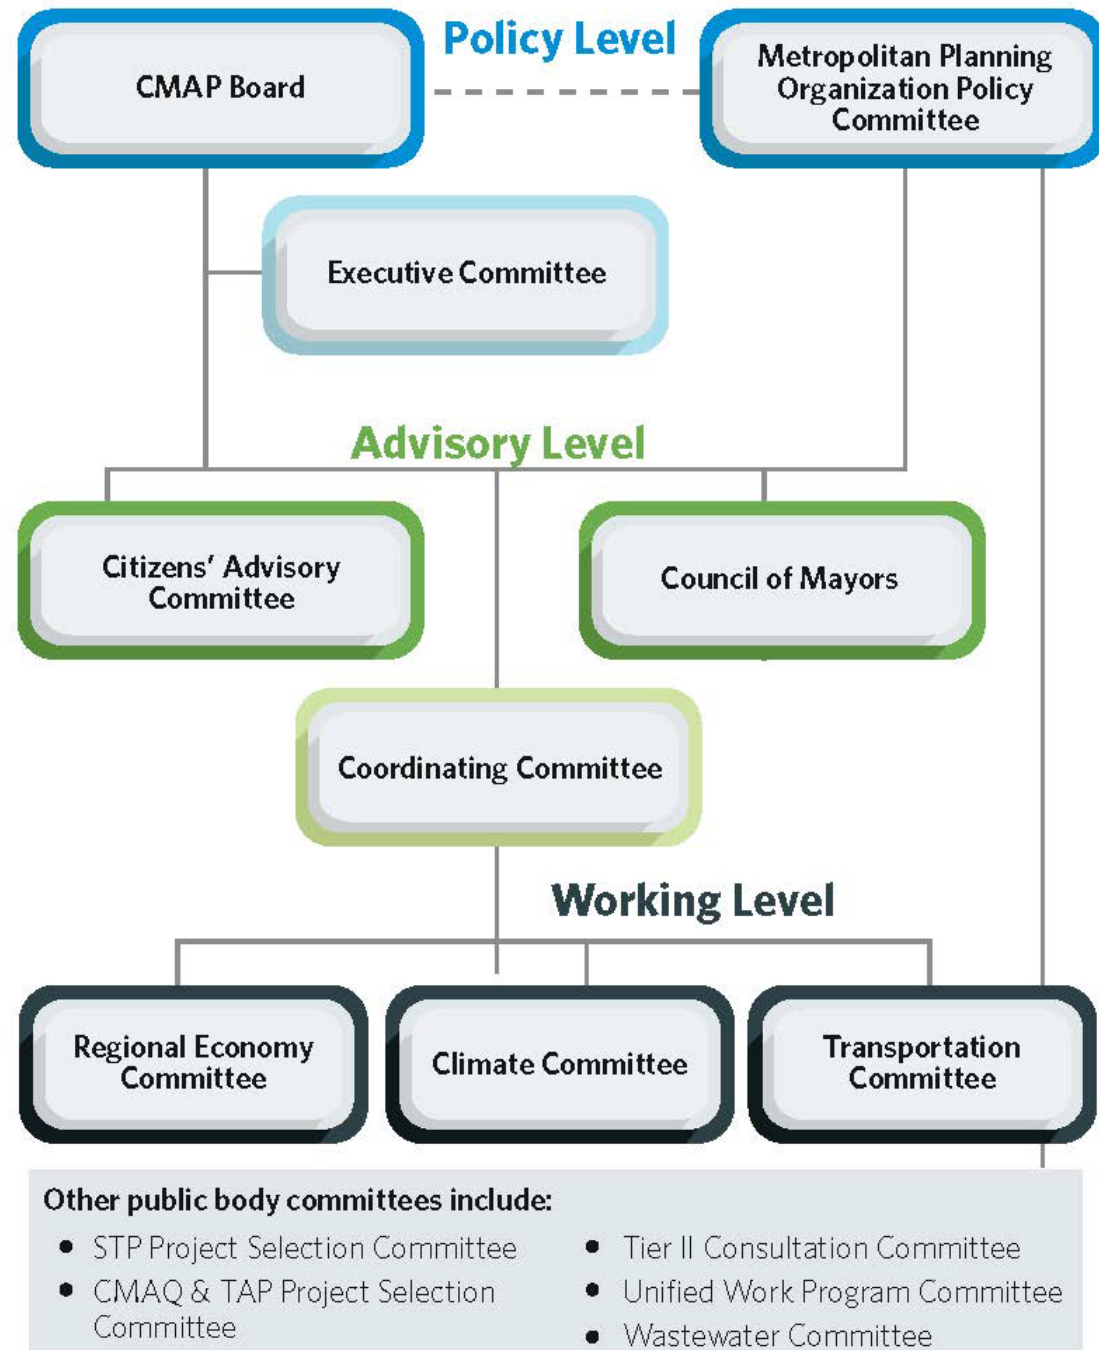 Policy Level
CMAP Board
Metropolitan Planning
Organization Policy
Committee
Executive Committee
Advisory Level
Citizens’ Advisory
Committee
Council of Mayors
Coordinating Committee
Working Level
Regional Economy
Committee
Climate Committee
Transportation
Committee
Other public body committees include:
• STP Project Selection Committee
• CMAQ & TAP Project Selection
Committee
• Tier II Consultation Committee
• Unified Work Program Committee
• Wastewater Committee